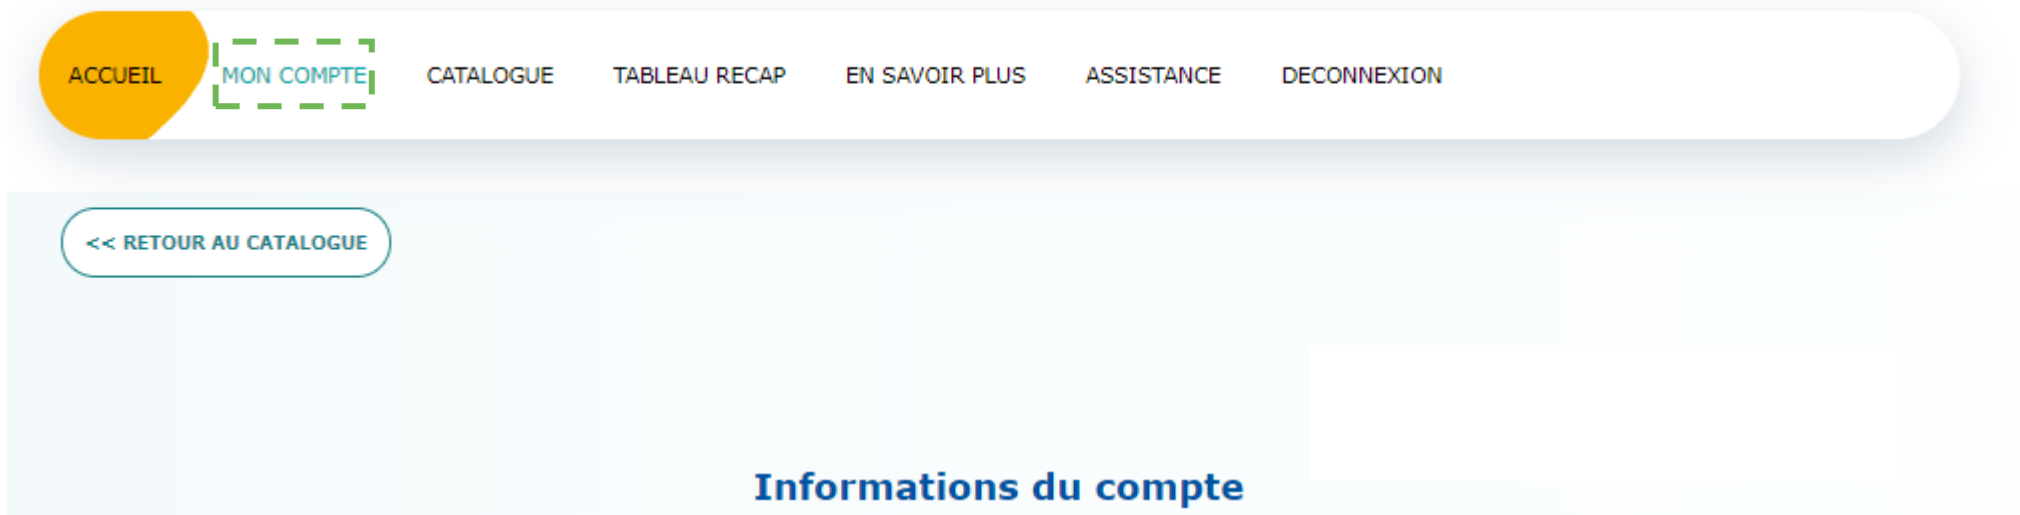 ACCUEIL MON COMPTE CATALOGUE TABLEAU RECAP EN SAVOIR PLUS ASSISTANCE DECONNEXION
<< RETOUR AU CATALOGUE
Informations du compte